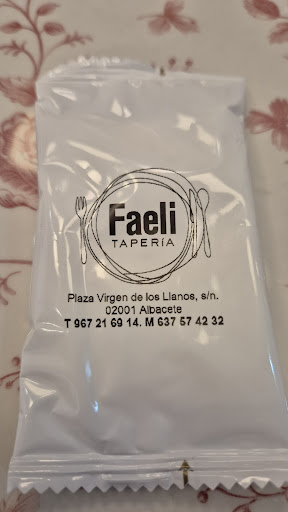 Faeli
TAPERÍA
Plaza Virgen de los Llanos, s/n.
02001 Albacete
T 967 21 69 14. M 637 57 42 32